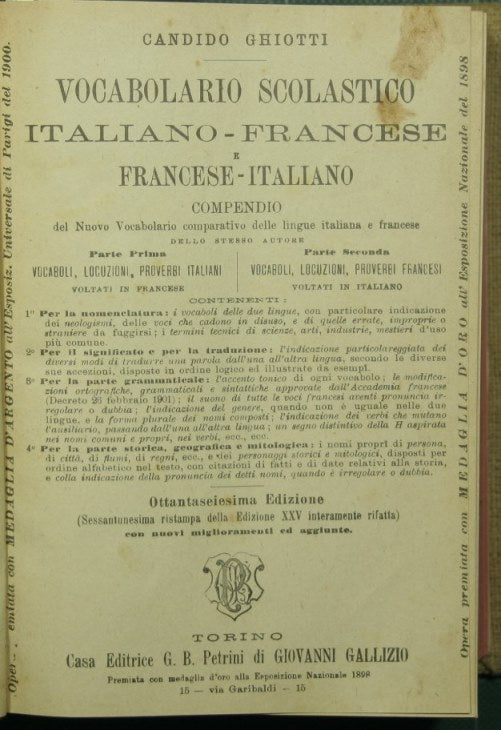 CANDIDO GHIOTTI
VOCABOLARIO SCOLASTICO
ITALIANO-FRANCESE
E
FRANCESE-ITALIANO
COMPENDIO
del Nuovo Vocabolario comparativo delle lingue italiana e francese
DELLO STESSO AUTORE
Parte Prima
VOCABOLI, LOCUZIONI, PROVERBI ITALIANI
VOLTATI IN FRANCESE
Parte Seconda
VOCABOLI, LOCUZIONI, PROVERBI FRANCESI
VOLTATI IN ITALIANO
CONTENENTI:
1º Per la nomenclatura: i vocaboli delle due lingue, con particolare indicazione
dei neologismi, delle voci che cadono in disuso, e di quelle errate, improprie o
straniere da fuggirsi; i termini tecnici di scienze, arti, industrie, mestieri d'uso
più comune.
2º Per il significato e per la traduzione: l'indicazione particolareggiata dei
diversi modi di tradurre una parola dall'una all'altra lingua, secondo le diverse
sue accezioni, disposte in ordine logico ed illustrate da esempi.
3º Per la parte grammaticale: l'accento tonico di ogni vocabolo; le modifica-
zioni ortografiche, grammaticali e sintattiche approvate dall'Accademia francese
(Decreto 26 febbraio 1901); il suono di tutte le voci francesi aventi pronuncia ir-
regolare o dubbia; l'indicazione del genere, quando non è uguale nelle due
lingue, e la forma plurale dei nomi composti; l'indicazione dei verbi che mutano
l'ausiliario, passando dall'una all'altra lingua; un segno distintivo della H aspirata
nei nomi comuni e propri, nei verbi, ecc., ecc.
4º Per la parte storica, geografica e mitologica: i nomi propri di persona,
di città, di fiumi, di regni, ecc., e dei personaggi storici e mitologici, disposti per
ordine alfabetico nel testo, con citazioni di fatti e di date relativi alla storia,
e colla indicazione della pronuncia dei detti nomi, quando è irregolare o dubbia.
Ottantaseiesima Edizione
(Sessantunesima ristampa della Edizione XXV interamente rifatta)
con nuovi miglioramenti ed aggiunte.
TORINO
Casa Editrice G. B. Petrini di GIOVANNI GALLIZIO
Premiata con medaglia d'oro alla Esposizione Nazionale 1898
15 — via Garibaldi — 15
emiata con MEDAGLIA D'ARGENTO all'Esposiz. Universale di Parigi del 1900.
Opera premiata con MEDAGLIA D'ORO all'Esposizione Nazionale del 1898